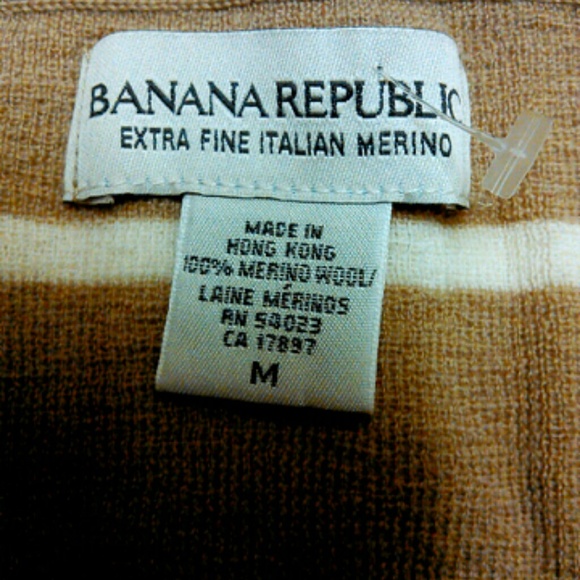 BANANA REPUBLIC
EXTRA FINE ITALIAN MERINO
MADE IN
HONG KONG
100% MERINO WOOL/
LAINE MÉRINOS
RN 54023
CA 17897
M